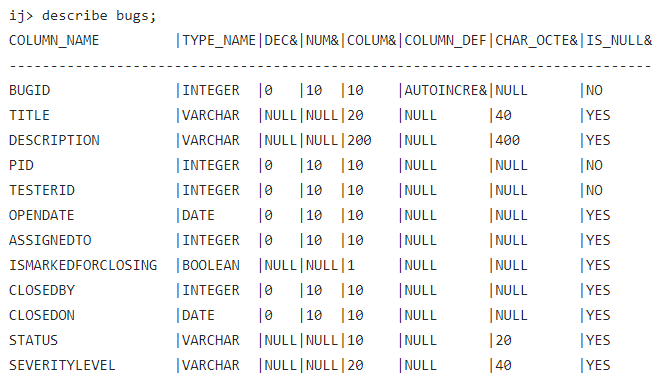 ij> describe bugs;
COLUMN_NAME         |TYPE_NAME|DEC&|NUM&|COLUM&|COLUMN_DEF|CHAR_OCTE&|IS_NULL&
------------------------------------------------------------------------------
BUGID               |INTEGER  |0   |10  |10    |AUTOINCRE&|NULL      |NO
TITLE               |VARCHAR  |NULL|NULL|20    |NULL      |40        |YES
DESCRIPTION         |VARCHAR  |NULL|NULL|200   |NULL      |400       |YES
PID                 |INTEGER  |0   |10  |10    |NULL      |NULL      |NO
TESTERID            |INTEGER  |0   |10  |10    |NULL      |NULL      |NO
OPENDATE            |DATE     |0   |10  |10    |NULL      |NULL      |YES
ASSIGNEDTO          |INTEGER  |0   |10  |10    |NULL      |NULL      |YES
ISMARKEDFORCLOSING  |BOOLEAN  |NULL|NULL|1     |NULL      |NULL      |YES
CLOSEDBY            |INTEGER  |0   |10  |10    |NULL      |NULL      |YES
CLOSEDON            |DATE     |0   |10  |10    |NULL      |NULL      |YES
STATUS              |VARCHAR  |NULL|NULL|10    |NULL      |20        |YES
SEVERITYLEVEL       |VARCHAR  |NULL|NULL|20    |NULL      |40        |YES